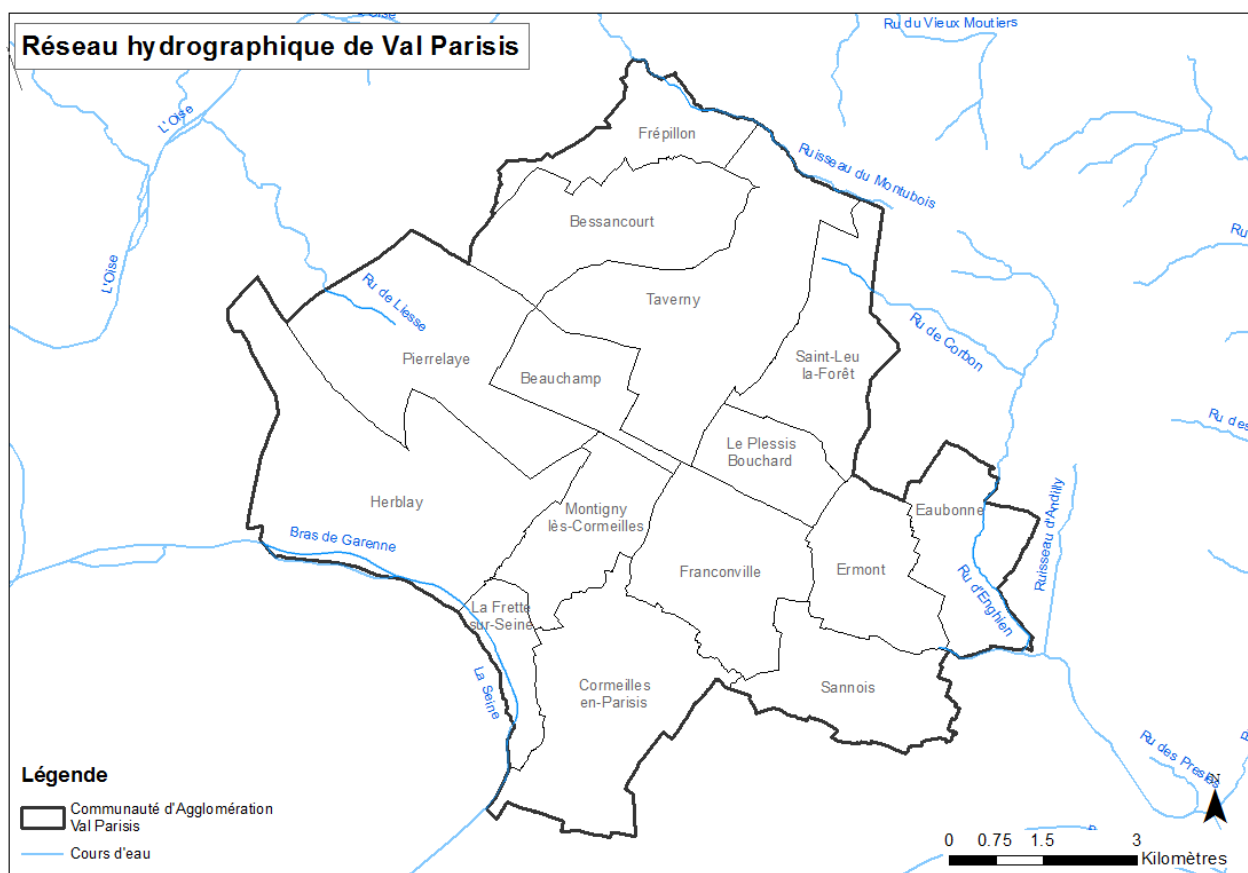 Réseau hydrographique de Val Parisis
L'Oise
Ru du Vieux Moutiers
L'Oise
Frépillon
Ruisseau du Montubois
Bessancourt
L'Oise
Ru de Liesse
Taverny
Ru de Corbon
Pierrelaye
Beauchamp
Saint-Leu
la-Forêt
Ru des
Le Plessis
Bouchard
Herblay
Montigny
lès-Cormeilles
Eaubonne
Ruisseau d'Andilly
Bras de Garenne
Franconville
Ermont
Ru d'Enghien
La Frette
sur-Seine
La Seine
Cormeilles
en-Parisis
Sannois
Ru des Presles
Légende
Communauté d'Agglomération
Val Parisis
Cours d'eau
N
0 0.75 1.5 3
Kilomètres